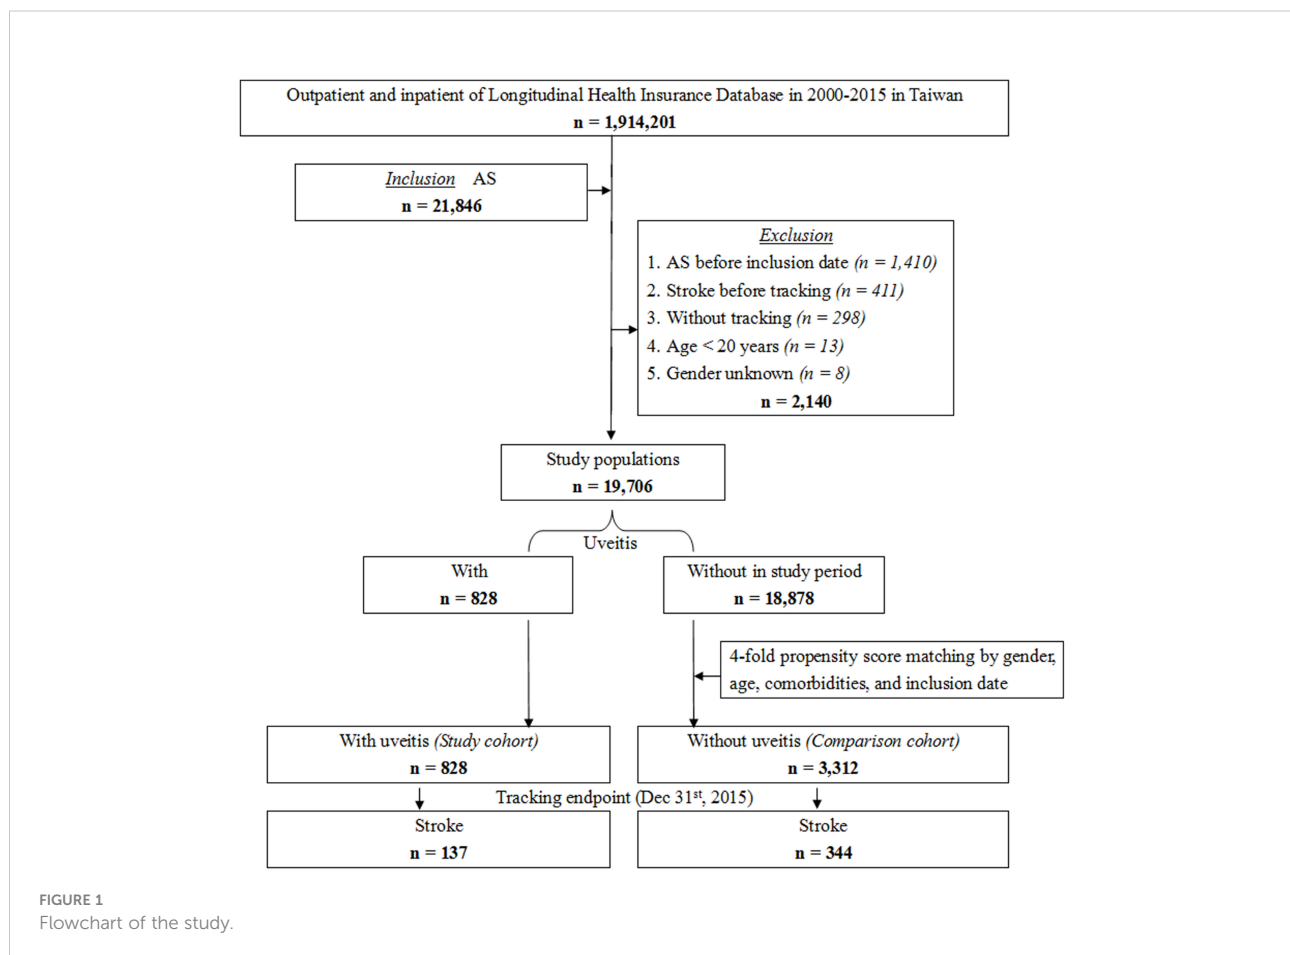 Outpatient and inpatient of Longitudinal Health Insurance Database in 2000-2015 in Taiwan
n = 1,914,201
Inclusion AS
n = 21,846
Exclusion
1. AS before inclusion date (n = 1,410)
2. Stroke before tracking (n = 411)
3. Without tracking (n = 298)
4. Age < 20 years (n = 13)
5. Gender unknown (n = 8)
n = 2,140
Study populations
n = 19,706
Uveitis
With
n = 828
Without in study period
n = 18,878
4-fold propensity score matching by gender,
age, comorbidities, and inclusion date
With uveitis (Study cohort)
n = 828
Without uveitis (Comparison cohort)
n = 3,312
Tracking endpoint (Dec 31st, 2015)
Stroke
n = 137
Stroke
n = 344
FIGURE 1
Flowchart of the study.